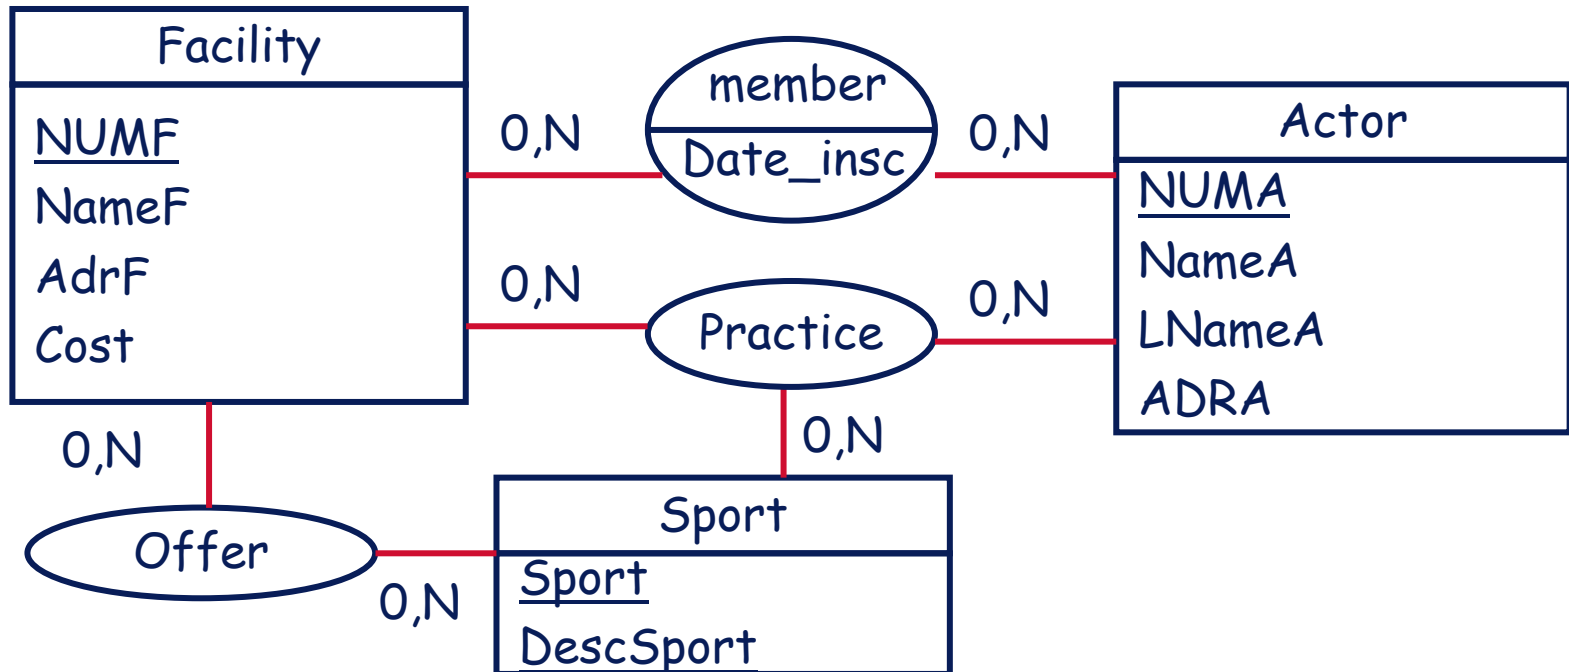 Facility
NUMF
NameF
AdrF
Cost
0,N
member
Date_insc
0,N
Actor
NUMA
NameA
LNameA
ADRA
0,N
Practice
0,N
0,N
0,N
Offer
0,N
Sport
Sport
DescSport